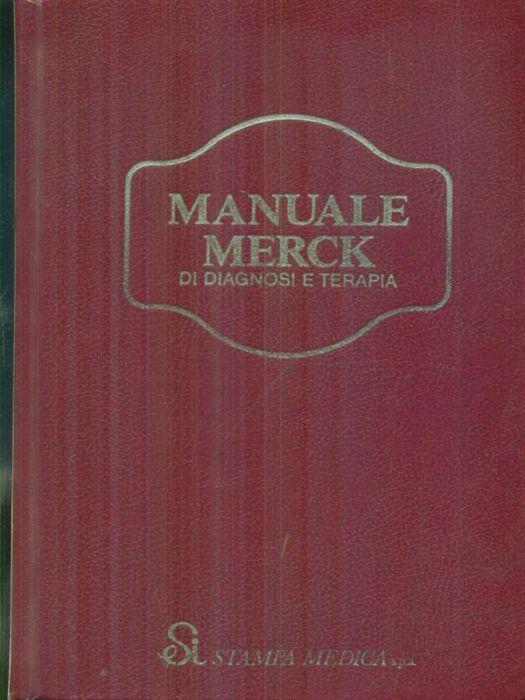 MANUALE
MERCK
DI DIAGNOSI E TERAPIA
Si STAMPA MEDICA s.p.a.